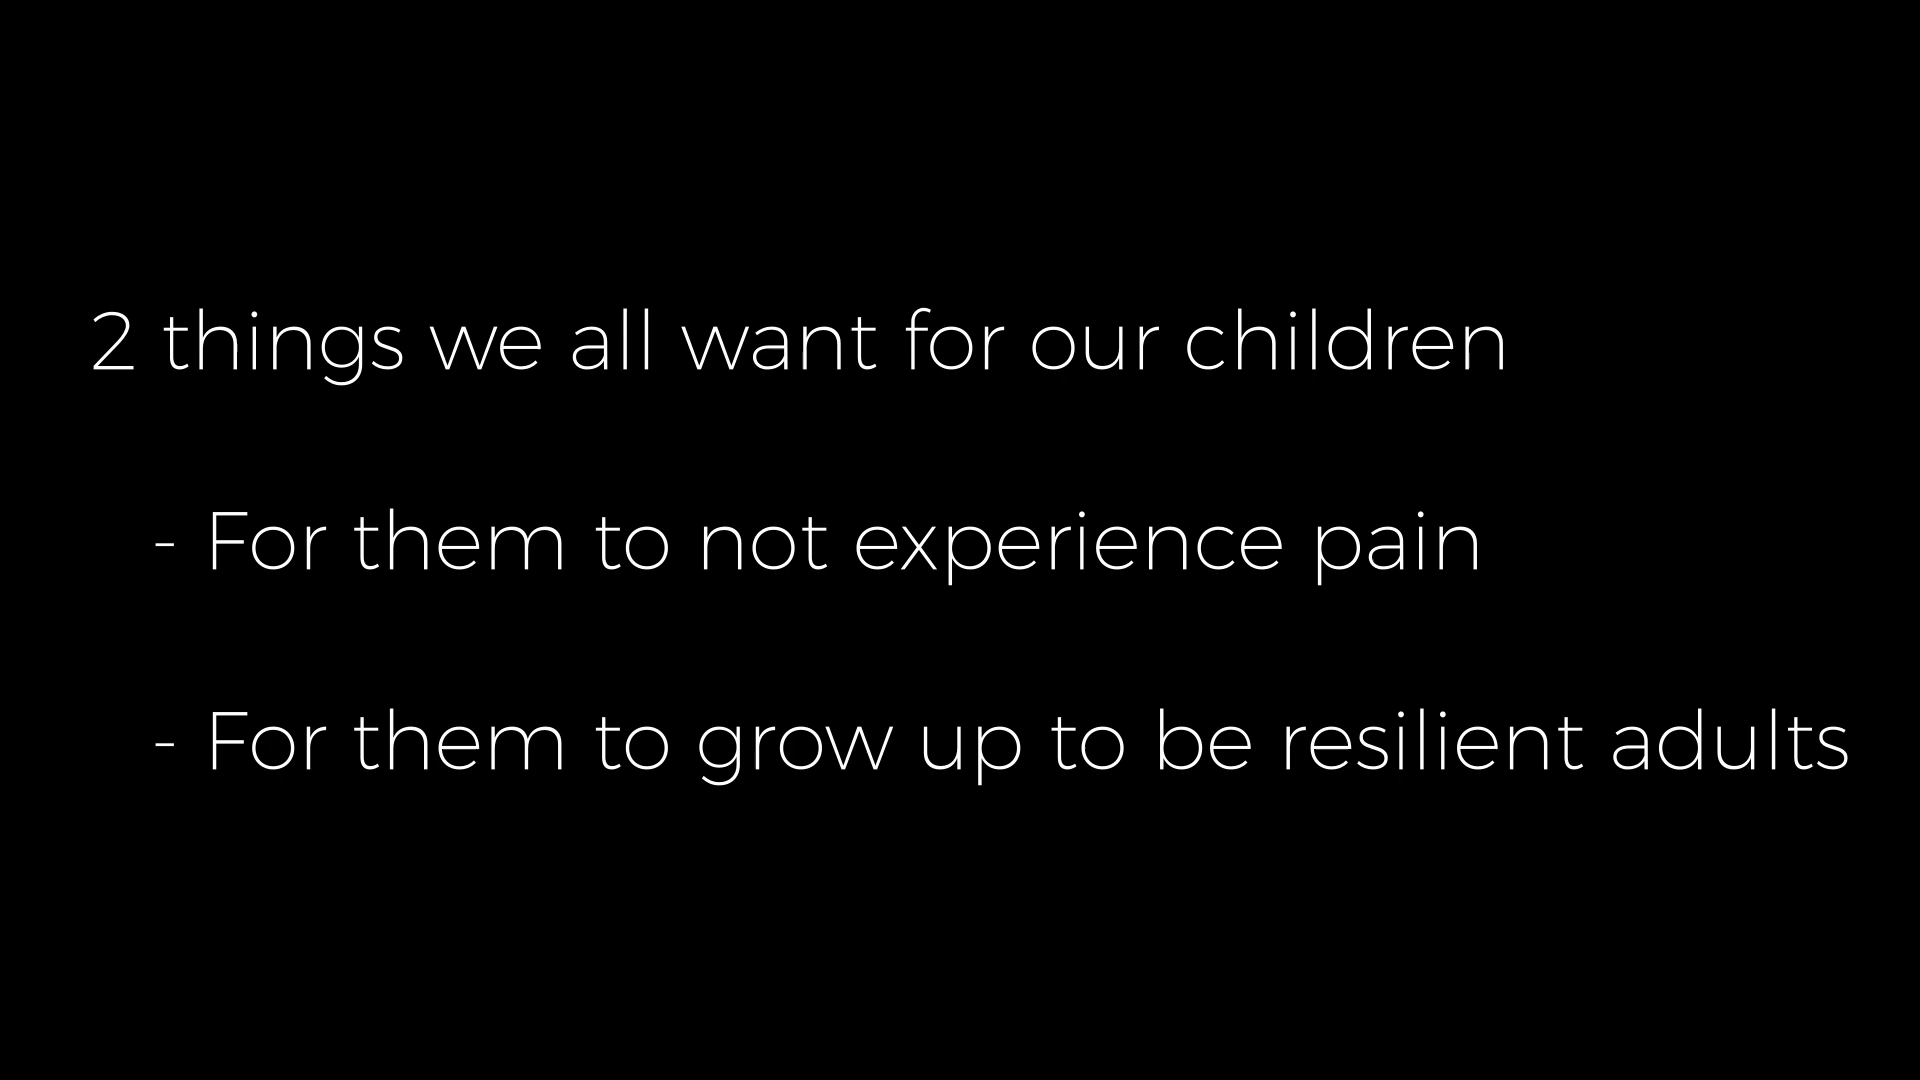 2 things we all want for our children
- For them to not experience pain
- For them to grow up to be resilient adults